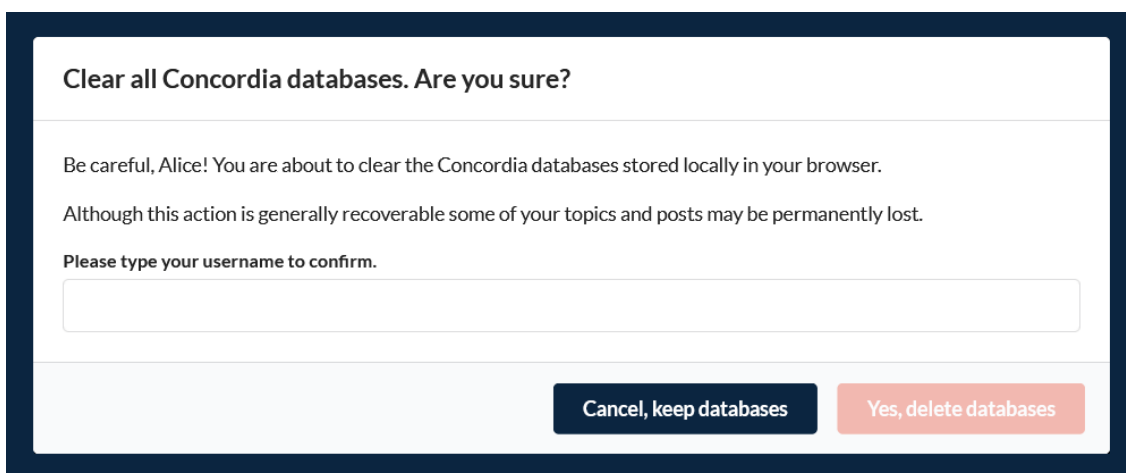 Clear all Concordia databases. Are you sure?
Be careful, Alice! You are about to clear the Concordia databases stored locally in your browser.
Although this action is generally recoverable some of your topics and posts may be permanently lost.
Please type your username to confirm.
Cancel, keep databases
Yes, delete databases